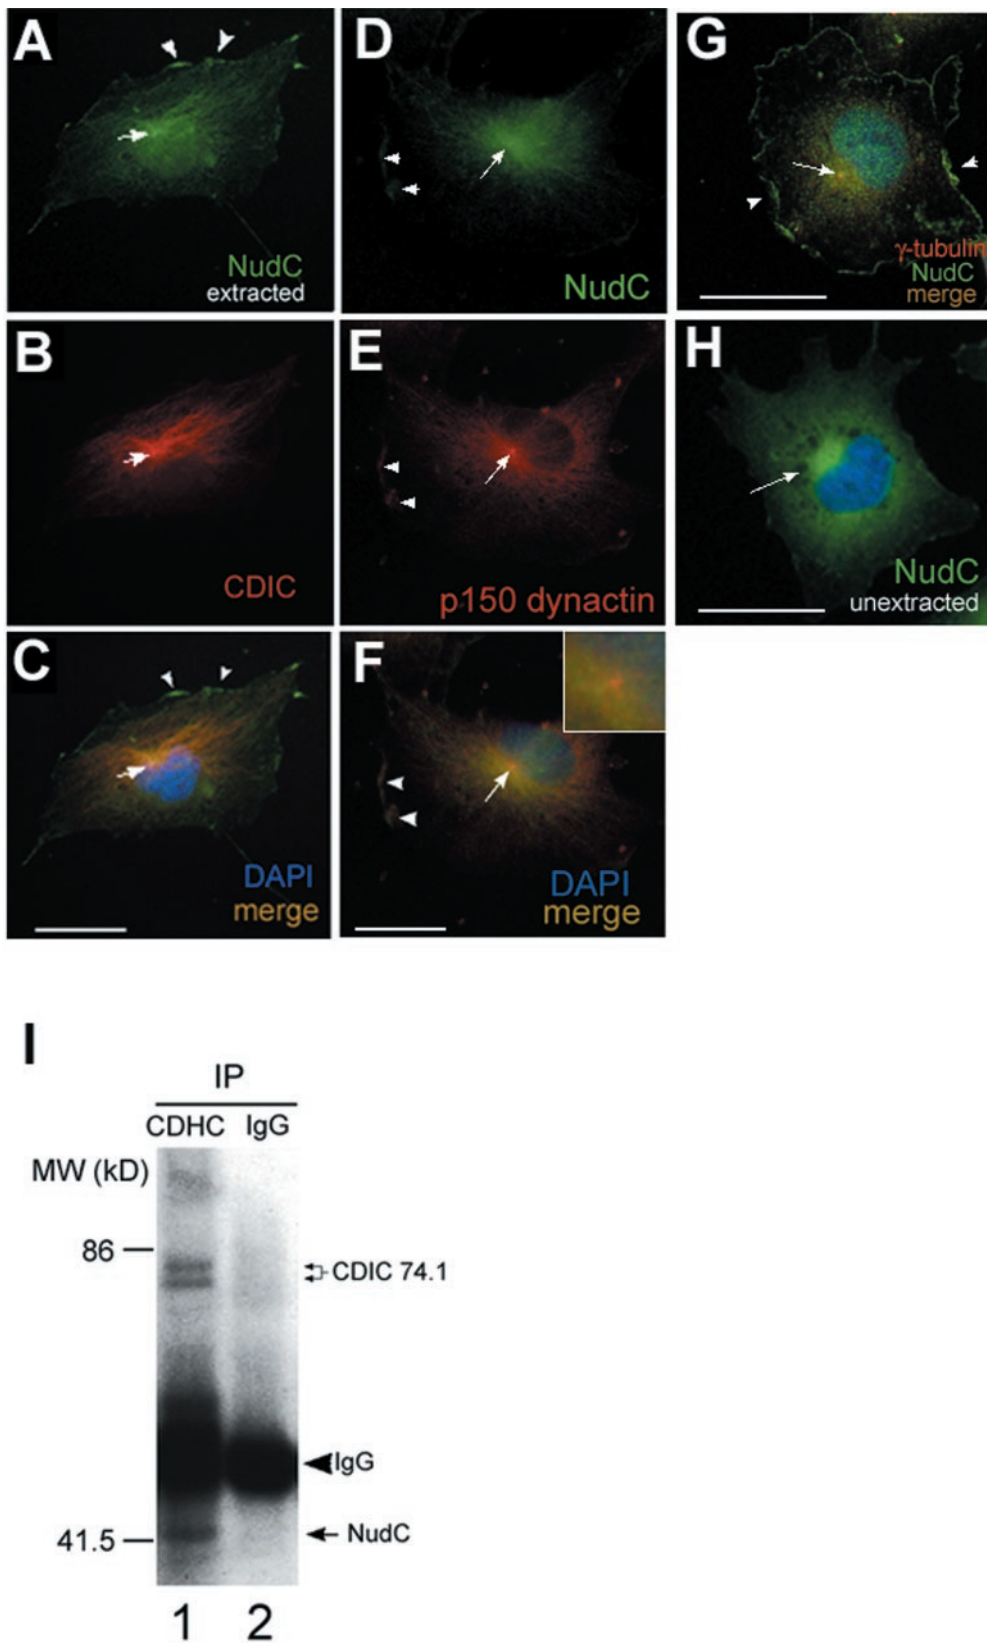 A
NudC
extracted
D
NudC
G
γ-tubulin
NudC
merge
B
CDIC
E
p150 dynactin
H
NudC
unextracted
C
DAPI
merge
F
DAPI
merge
I
IP
CDHC IgG
MW (kD)
86
CDIC 74.1
IgG
41.5
NudC
1 2